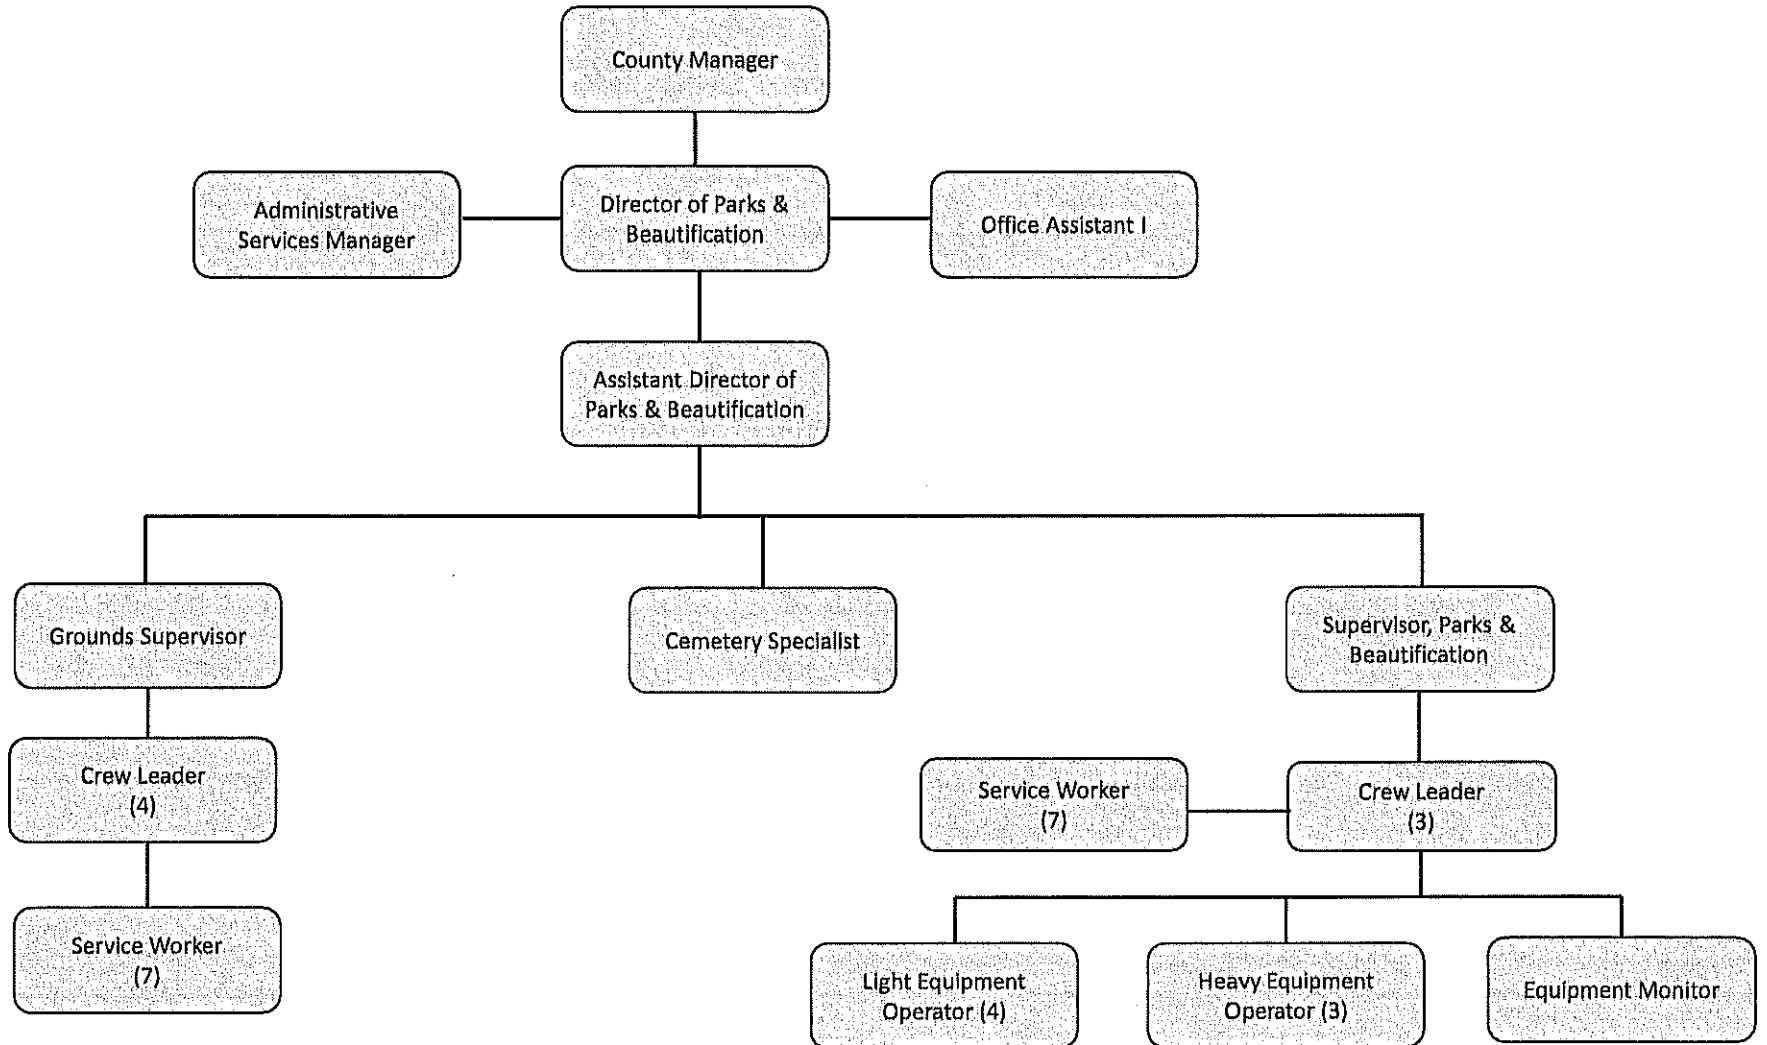 County Manager
Administrative
Services Manager
Director of Parks &
Beautification
Office Assistant I
Assistant Director of
Parks & Beautification
Grounds Supervisor
Cemetery Specialist
Supervisor, Parks &
Beautification
Crew Leader
(4)
Service Worker
(7)
Crew Leader
(3)
Service Worker
(7)
Light Equipment
Operator (4)
Heavy Equipment
Operator (3)
Equipment Monitor